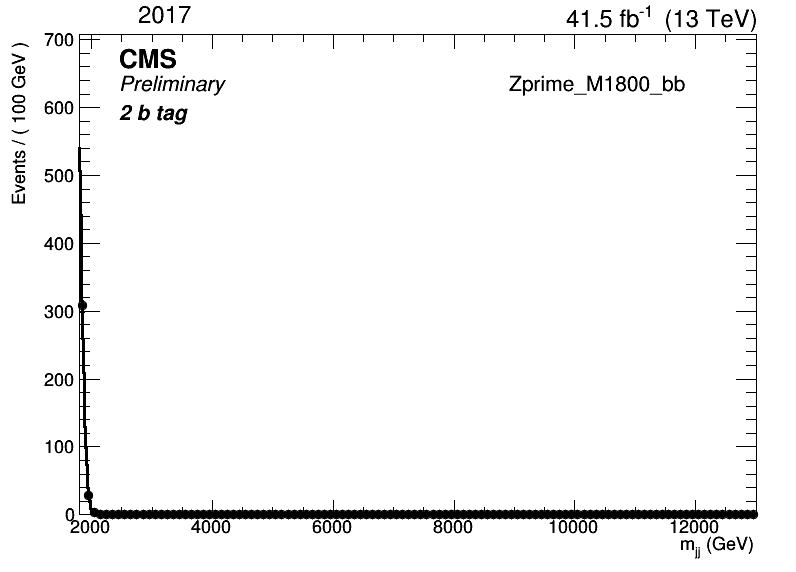 2017 41.5 fb⁻¹ (13 TeV)
CMS
Preliminary
2 b tag
Zprime_M1800_bb
Events / ( 100 GeV )
700
600
500
400
300
200
100
0
2000 4000 6000 8000 10000 12000
m_jj (GeV)